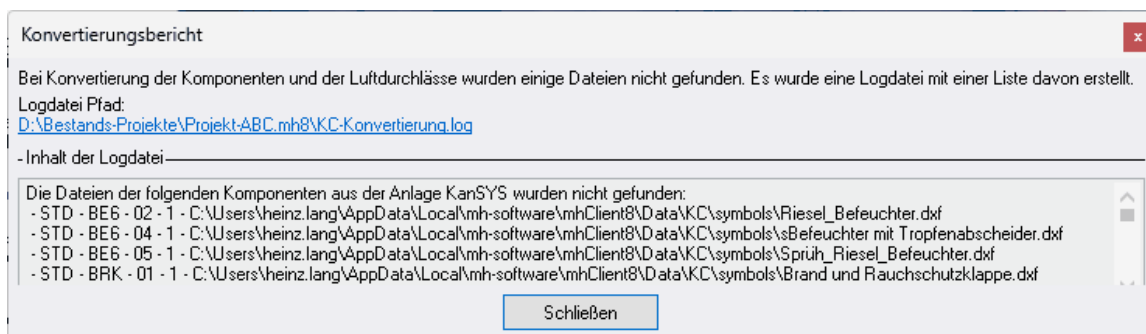 Konvertierungsbericht
x
Bei Konvertierung der Komponenten und der Luftdurchlässe wurden einige Dateien nicht gefunden. Es wurde eine Logdatei mit einer Liste davon erstellt.
Logdatei Pfad:
D:\Bestands-Projekte\Projekt-ABC.mh8\KC-Konvertierung.log
Inhalt der Logdatei
Die Dateien der folgenden Komponenten aus der Anlage KanSYS wurden nicht gefunden:
- STD - BE6 - 02 - 1 - C:\Users\heinz.lang\AppData\Local\mh-software\mhClient8\Data\KC\symbols\Riesel_Befeuchter.dxf
- STD - BE6 - 04 - 1 - C:\Users\heinz.lang\AppData\Local\mh-software\mhClient8\Data\KC\symbols\sBefeuchter mit Tropfenabscheider.dxf
- STD - BE6 - 05 - 1 - C:\Users\heinz.lang\AppData\Local\mh-software\mhClient8\Data\KC\symbols\Sprüh_Riesel_Befeuchter.dxf
- STD - BRK - 01 - 1 - C:\Users\heinz.lang\AppData\Local\mh-software\mhClient8\Data\KC\symbols\Brand und Rauchschutzklappe.dxf
Schließen